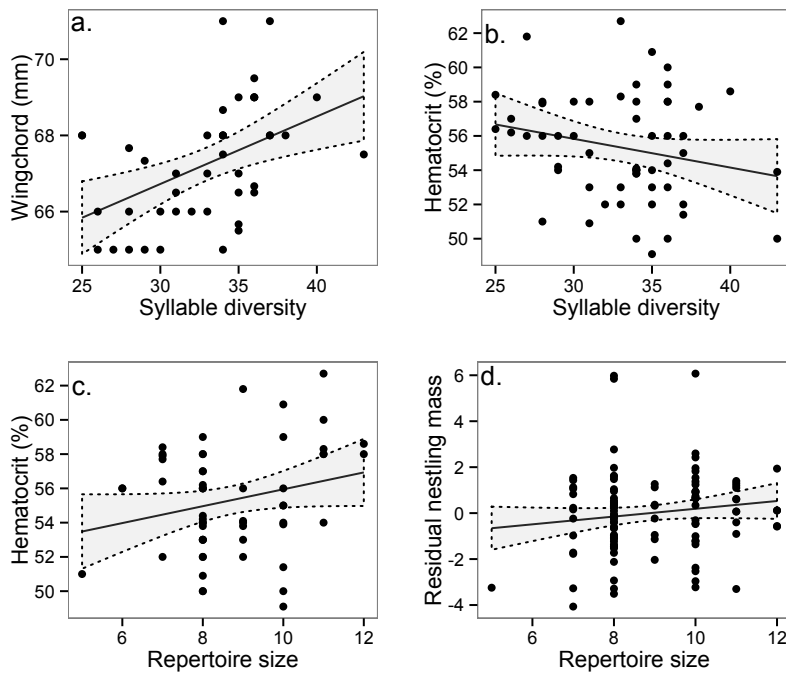 a.
Wingchord (mm)
70
68
66
25 30 35 40
Syllable diversity
b.
Hematocrit (%)
62
60
58
56
54
52
50
25 30 35 40
Syllable diversity
c.
Hematocrit (%)
62
60
58
56
54
52
50
6 8 10 12
Repertoire size
d.
Residual nestling mass
6
4
2
0
-2
-4
6 8 10 12
Repertoire size